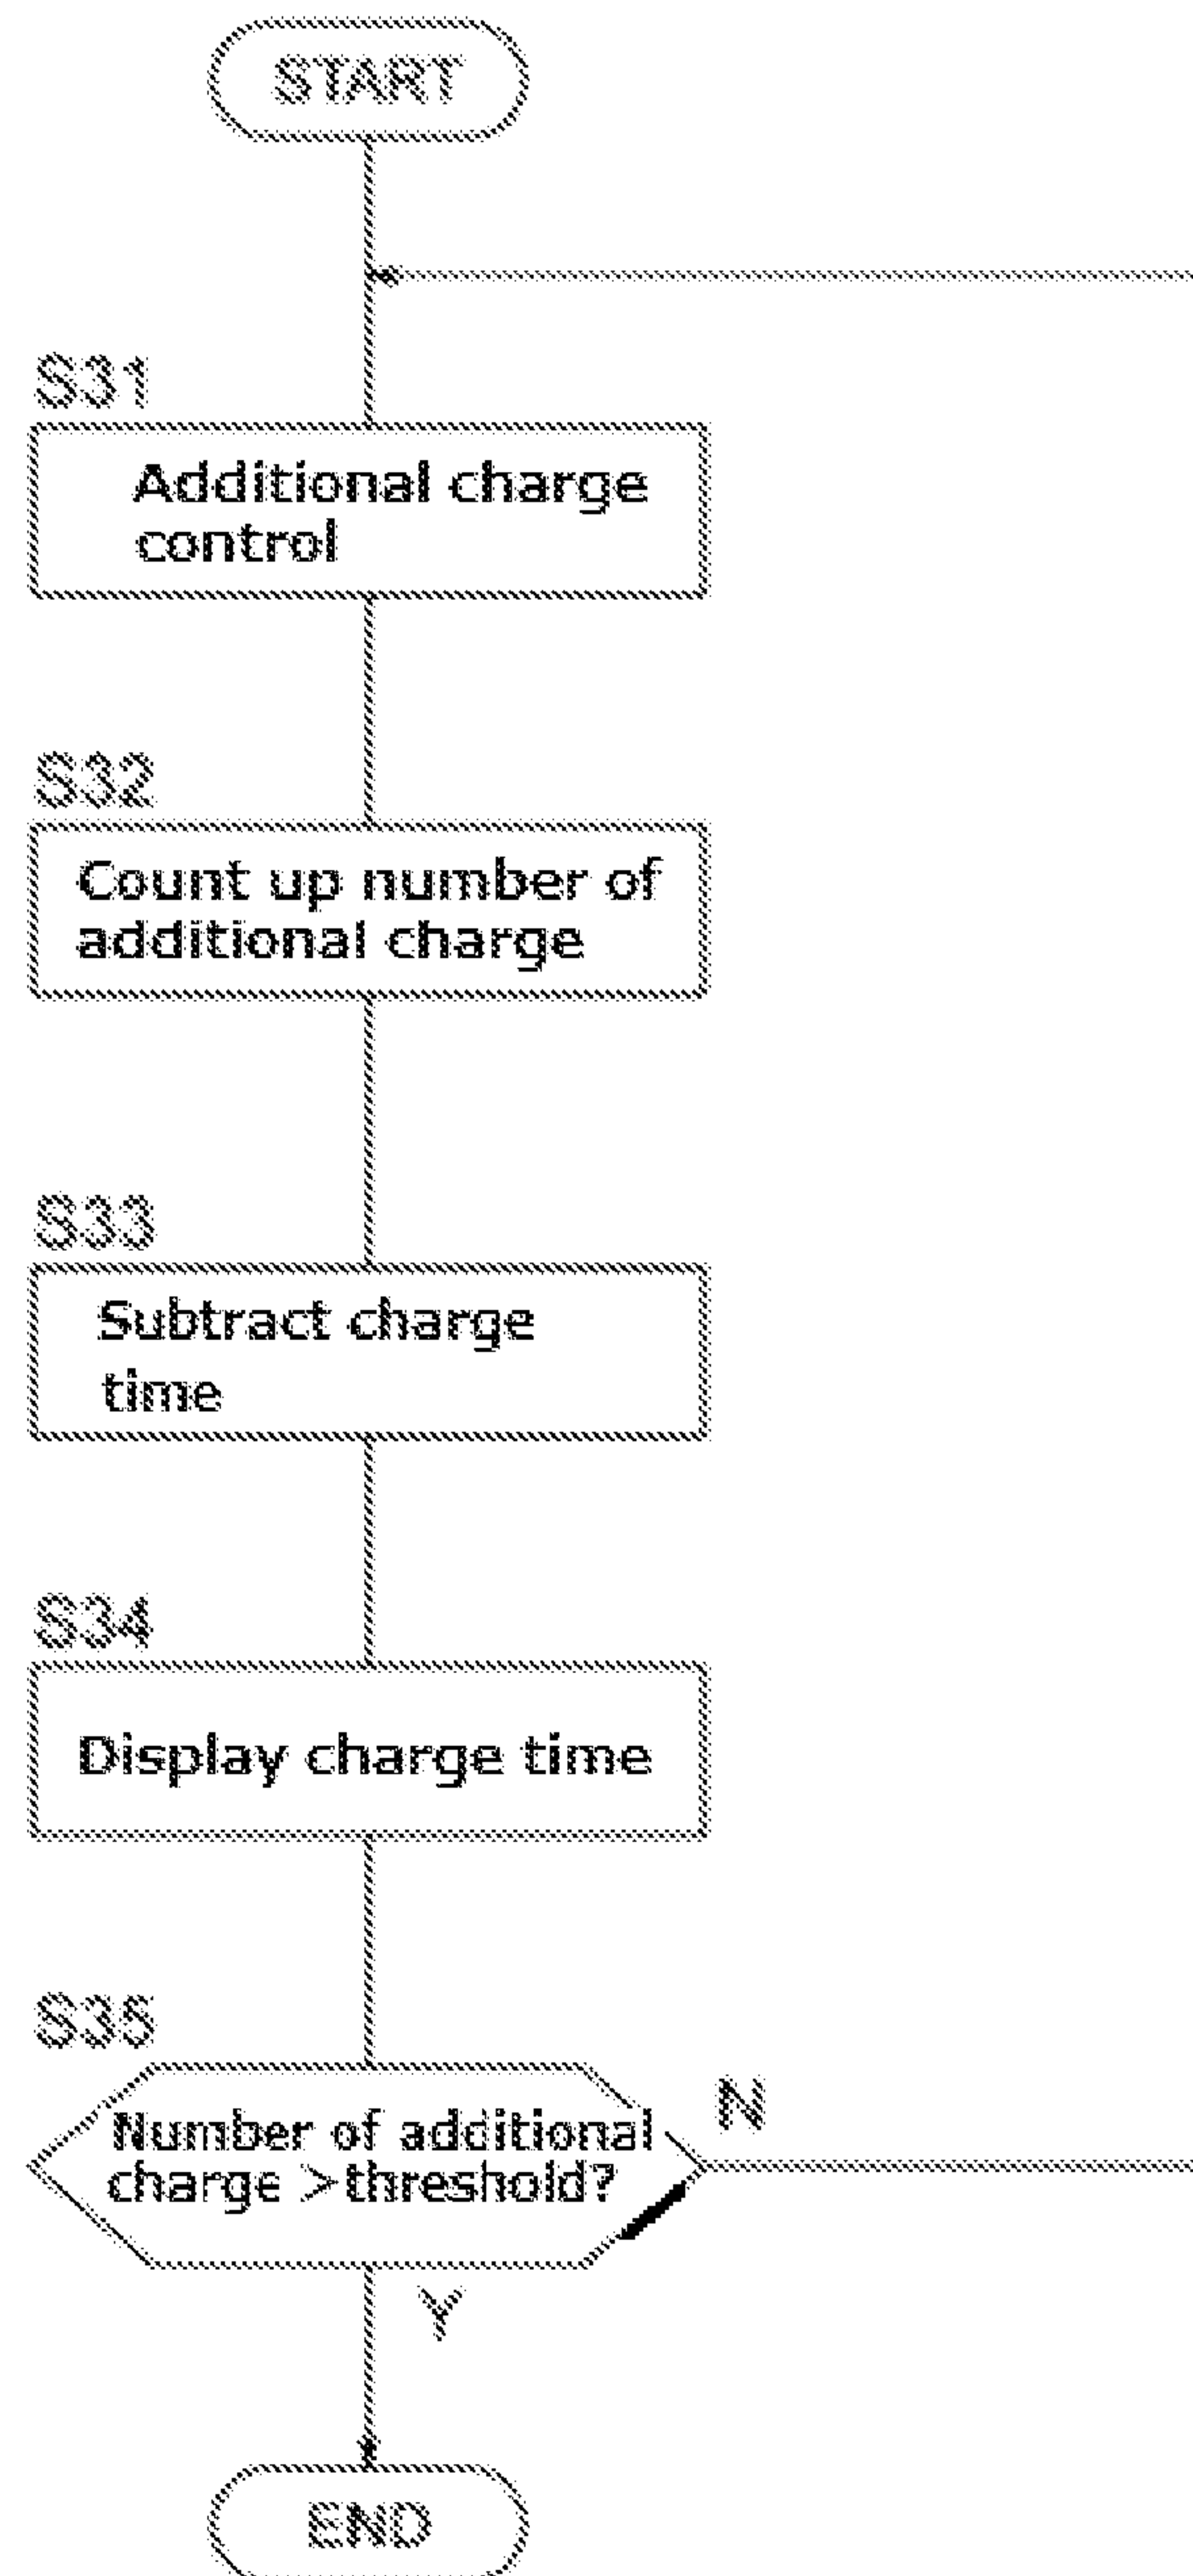 START
S31
Additional charge
control
S32
Count up number of
additional charge
S33
Subtract charge
time
S34
Display charge time
S35
Number of additional
charge >threshold?
N
Y
END